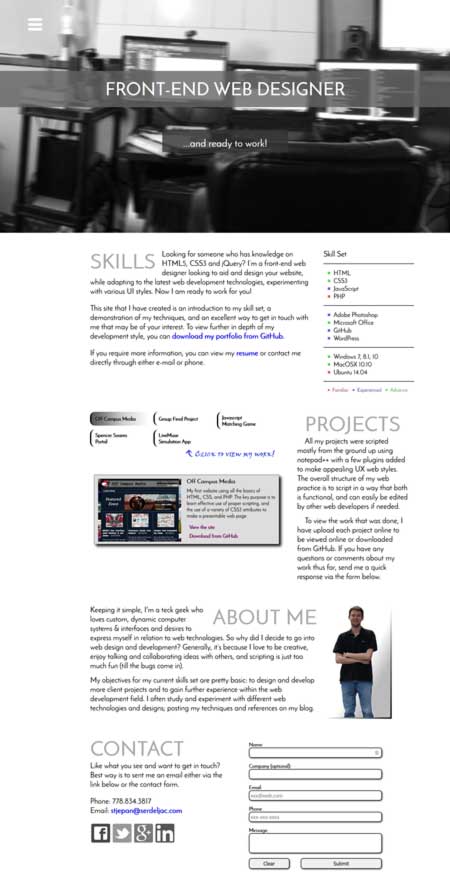 FRONT-END WEB DESIGNER
...and ready to work!
SKILLS
Looking for someone who has knowledge on
HTML5, CSS3 and jQuery? I'm a front-end web
designer looking to aid and design your website,
while adapting to the latest web development technologies, experimenting
with various UI styles. Now I am ready to work for you!
This site that I have created is an introduction to my skill set, a
demonstration of my techniques, and an excellent way to get in touch with
me that may be of your interest. To view further in depth of my
development style, you can download my portfolio from GitHub.
If you require more information, you can view my resume or contact me
directly through either e-mail or phone.
Skill Set
HTML
CSS3
JavaScript
PHP
Adobe Photoshop
Microsoft Office
GitHub
WordPress
Windows 7, 8.1, 10
MacOSX 10.10
Ubuntu 14.04
Familiar
Experienced
Advance
Off Campus Media
Group Food Project
Javascript
Matching Game
Spencer Soares
Portal
LiveMuse
Simulation App
Click to view my work!
PROJECTS
All my projects were scripted
mostly from the ground up using
notepad++ with a few plugins added
to make appealing UX web styles.
The overall structure of my web
practice is to script in a way that both
is functional, and can easily be edited
by other web developers if needed.
To view the work that was done, I
have upload each project online to
be viewed online or downloaded
from GitHub. If you have any
questions or comments about my
work thus far, send me a quick
response via the form below.
Off Campus Media
My first website using all the basics of
HTML, CSS, and PHP. The key purpose is to
learn effective use of proper scripting, and
the use of a variety of CSS3 attributes to
make a presentable web page.
View the site
Download from GitHub
ABOUT ME
Keeping it simple, I'm a teck geek who
loves custom, dynamic computer
systems & interfaces and desires to
express myself in relation to web technologies. So why did I decide to go into
web design and development? Generally, it's because I love to be creative,
enjoy talking and collaborating ideas with others, and scripting is just too
much fun (till the bugs come in).
My objectives for my current skills set are pretty basic: to design and develop
more client projects and to gain further experience within the web
development field. I often study and experiment with different web
technologies and designs; posting my techniques and references on my blog.
CONTACT
Like what you see and want to get in touch?
Best way is to sent me an email either via the
link below or the contact form.
Phone: 778.834.3817
Email: stjepan@serdeljac.com
Name:
Company (optional):
Email:
Phone:
xxx-xxx-xxxx
Message:
Clear
Submit